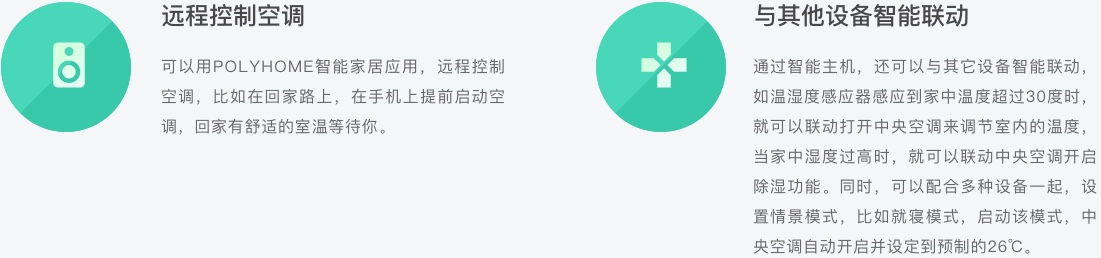 远程控制空调
可以用POLYHOME智能家居应用，远程控制
空调，比如在回家路上，在手机上提前启动空
调，回家有舒适的室温等待你。
与其他设备智能联动
通过智能主机，还可以与其它设备智能联动，
如温湿度感应器感应到家中温度超过30度时，
就可以联动打开中央空调来调节室内的温度，
当家中湿度过高时，就可以联动中央空调开启
除湿功能。同时，可以配合多种设备一起，设
置情景模式，比如就寝模式，启动该模式，中
央空调自动开启并设定到预制的26℃。